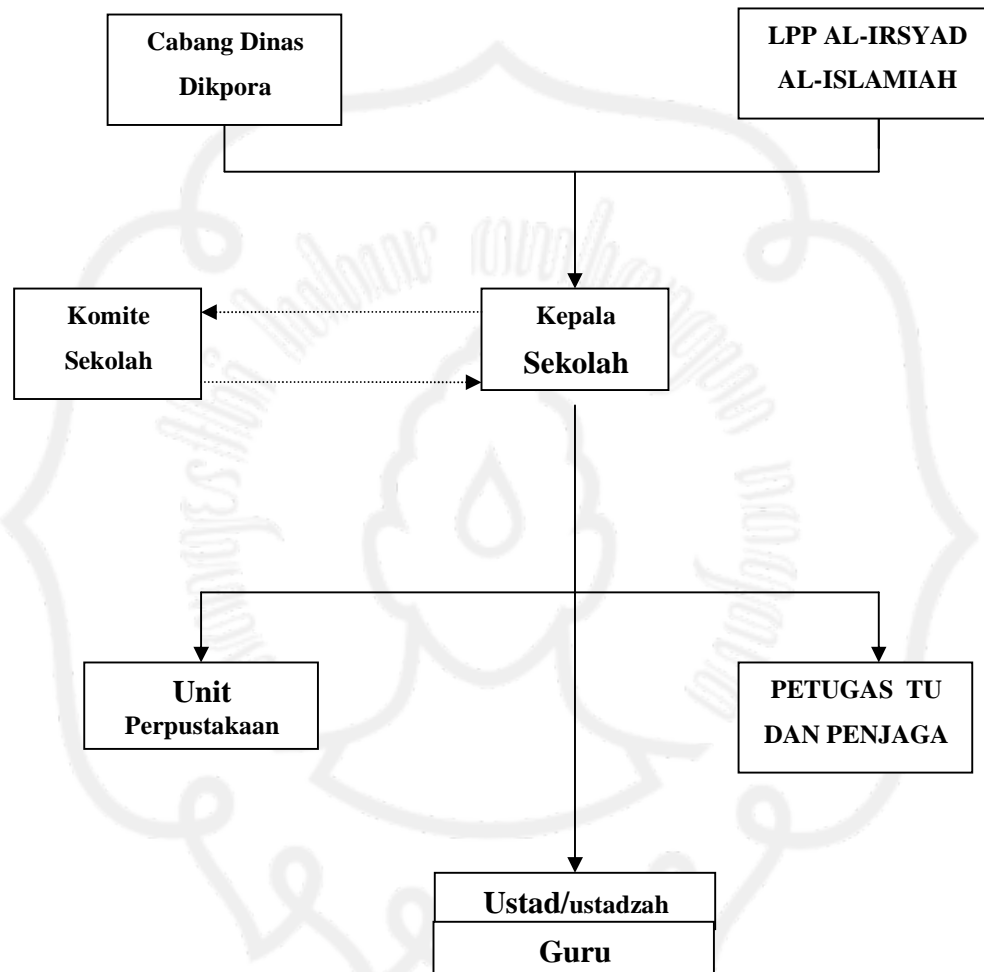 Cabang Dinas
Dikpora
LPP AL-IRSYAD
AL-ISLAMIAH
Komite
Sekolah
Kepala
Sekolah
Unit
Perpustakaan
PETUGAS TU
DAN PENJAGA
Ustad/ustadzah
Guru